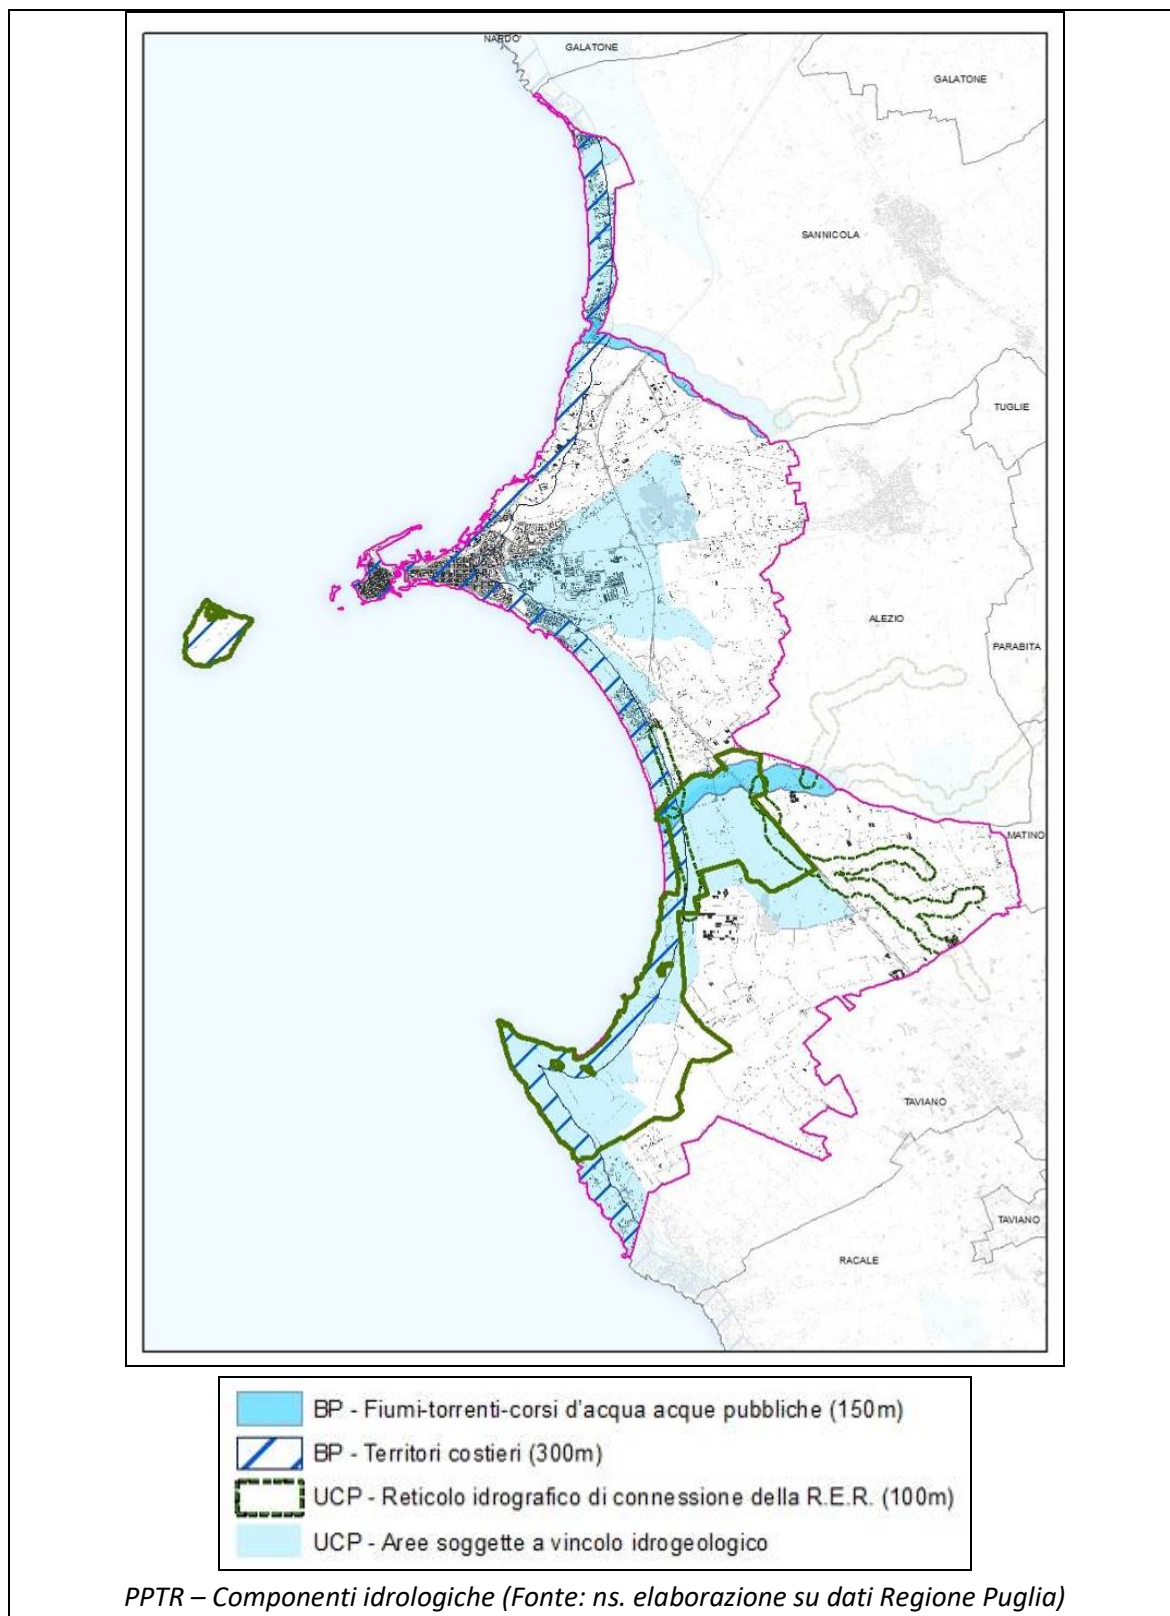 NARDO'
GALATONE
GALATONE
SANNICOLA
TUGLIE
ALEZIO
PARABITA
MATINO
TAVIANO
TAVIANO
RACALE
BP - Fiumi-torrenti-corsi d'acqua acque pubbliche (150m)
BP - Territori costieri (300m)
UCP - Reticolo idrografico di connessione della R.E.R. (100m)
UCP - Aree soggette a vincolo idrogeologico
PPTR – Componenti idrologiche (Fonte: ns. elaborazione su dati Regione Puglia)